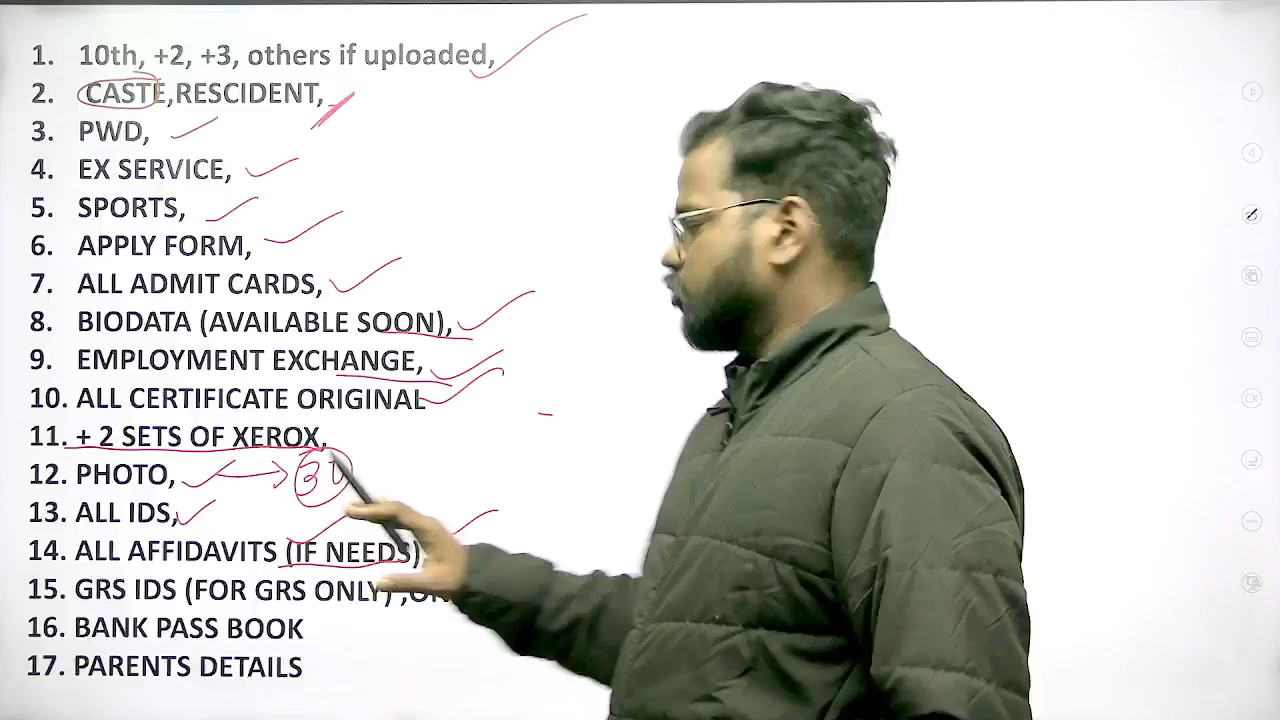 1. 10th, +2, +3, others if uploaded,
2. CASTE,RESCIDENT,
3. PWD,
4. EX SERVICE,
5. SPORTS,
6. APPLY FORM,
7. ALL ADMIT CARDS,
8. BIODATA (AVAILABLE SOON),
9. EMPLOYMENT EXCHANGE,
10. ALL CERTIFICATE ORIGINAL
11. + 2 SETS OF XEROX,
12. PHOTO,
13. ALL IDS,
14. ALL AFFIDAVITS (IF NEEDS)
15. GRS IDS (FOR GRS ONLY) ,
16. BANK PASS BOOK
17. PARENTS DETAILS